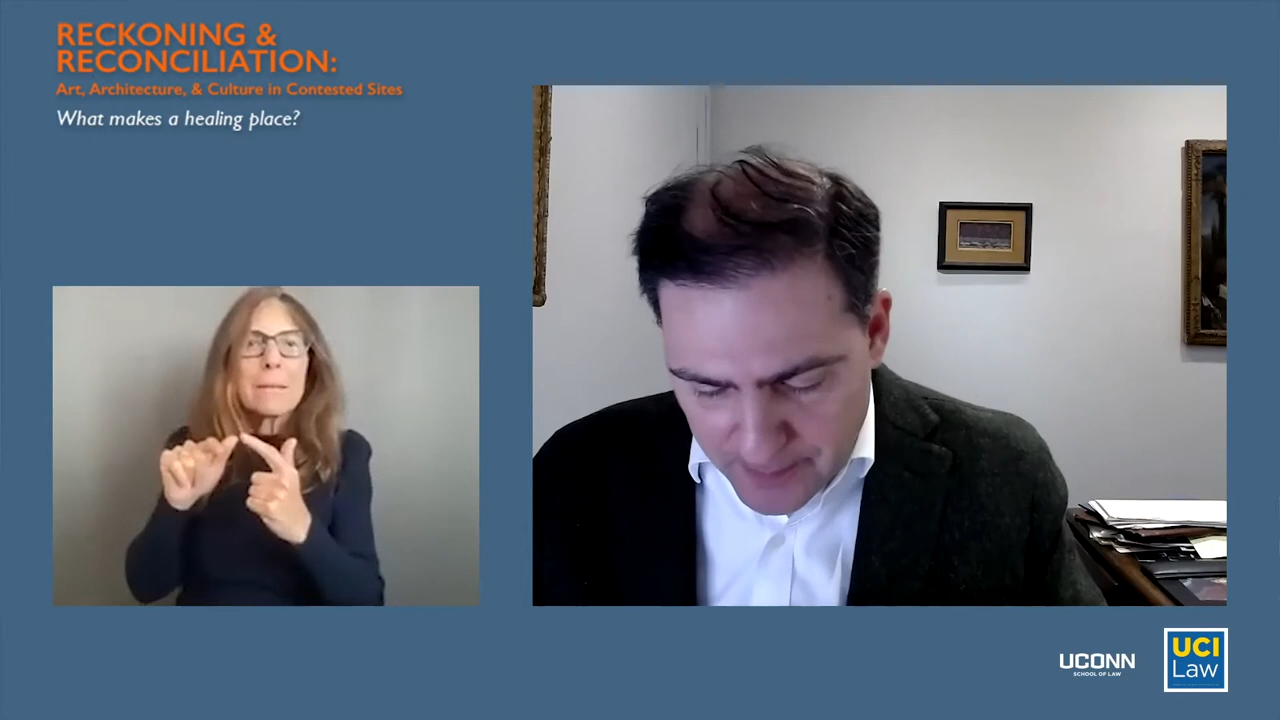 RECKONING &
RECONCILIATION:
Art, Architecture, & Culture in Contested Sites
What makes a healing place?
UCONN
SCHOOL OF LAW
UCI
Law